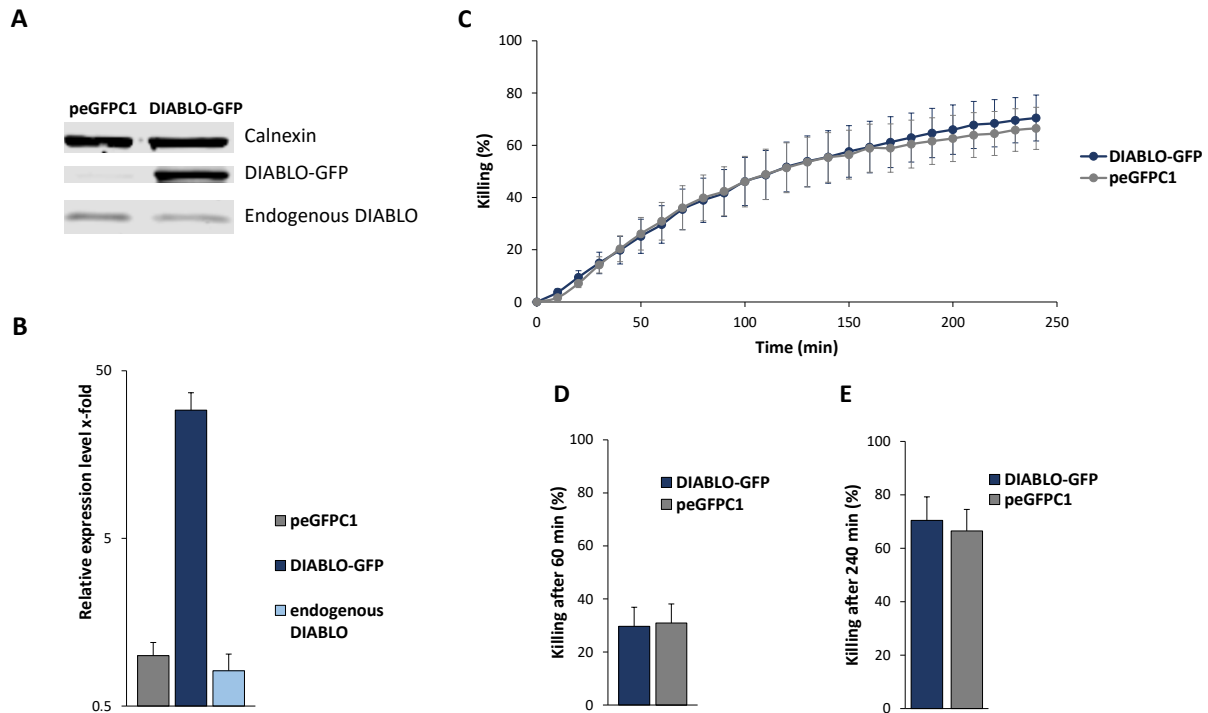 A
peGFPC1 DIABLO-GFP
Calnexin
DIABLO-GFP
Endogenous DIABLO
B
Relative expression level x-fold
50
5
0.5
peGFPC1
DIABLO-GFP
endogenous
DIABLO
C
Killing (%)
100
80
60
40
20
0
0 50 100 150 200 250
Time (min)
DIABLO-GFP
peGFPC1
D
Killing after 60 min (%)
100
80
60
40
20
0
DIABLO-GFP
peGFPC1
E
Killing after 240 min (%)
100
80
60
40
20
0
DIABLO-GFP
peGFPC1